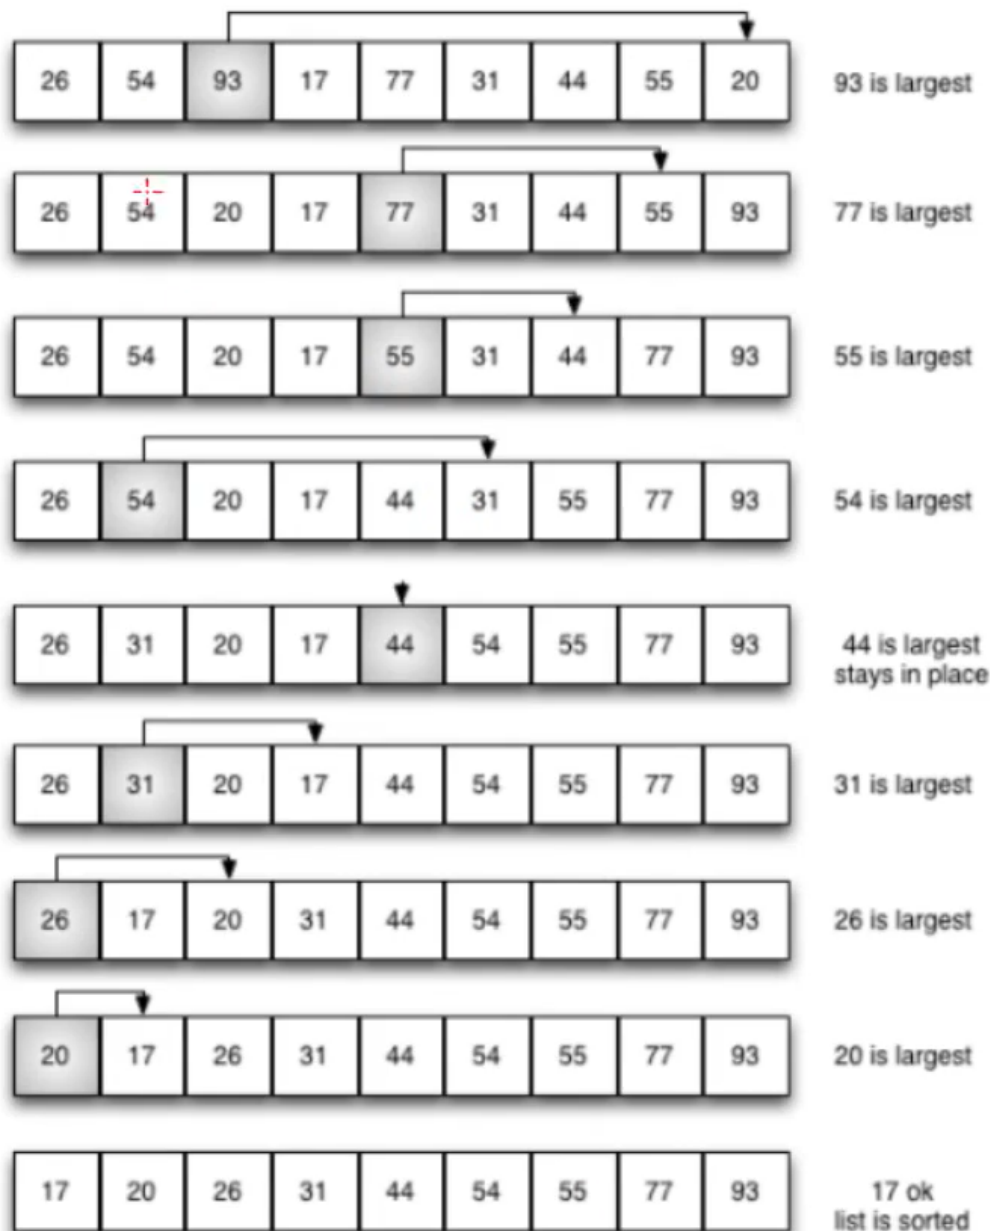 26 54 93 17 77 31 44 55 20 93 is largest
26 54 20 17 77 31 44 55 93 77 is largest
26 54 20 17 55 31 44 77 93 55 is largest
26 54 20 17 44 31 55 77 93 54 is largest
26 31 20 17 44 54 55 77 93 44 is largest
stays in place
26 31 20 17 44 54 55 77 93 31 is largest
26 17 20 31 44 54 55 77 93 26 is largest
20 17 26 31 44 54 55 77 93 20 is largest
17 20 26 31 44 54 55 77 93 17 ok
list is sorted